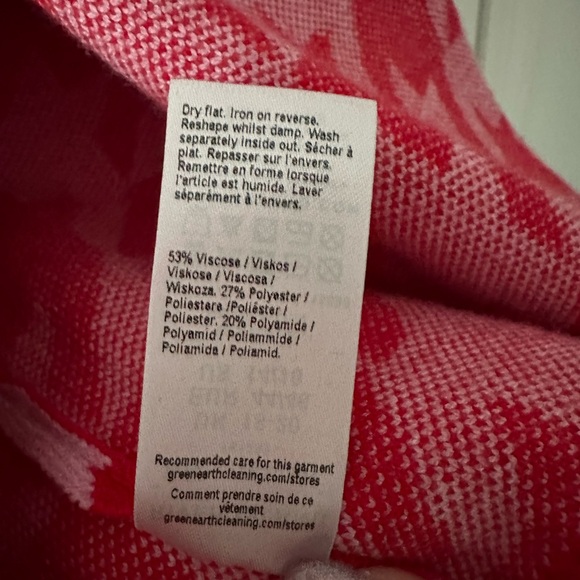 Dry flat. Iron on reverse.
Reshape whilst damp. Wash
separately inside out. Sécher à
plat. Repasser sur l'envers.
Remettre en forme lorsque
l'article est humide. Laver
séparément à l'envers.
53% Viscose / Viskos /
Viskose / Viscosa /
Wiskoza. 27% Polyester /
Poliestere /Poliéster /
Poliester. 20% Polyamide /
Polyamid / Poliammide /
Poliamida / Poliamid.
Recommended care for this garment
greenearthcleaning.com/stores
Comment prendre soin de ce
vêtement
greenearthcleaning.com/stores